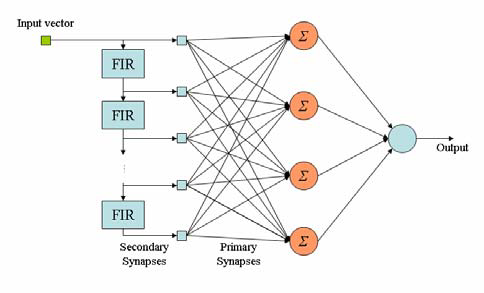 Input vector
FIR
FIR
FIR
Σ
Σ
Σ
Σ
Output
Secondary
Synapses
Primary
Synapses